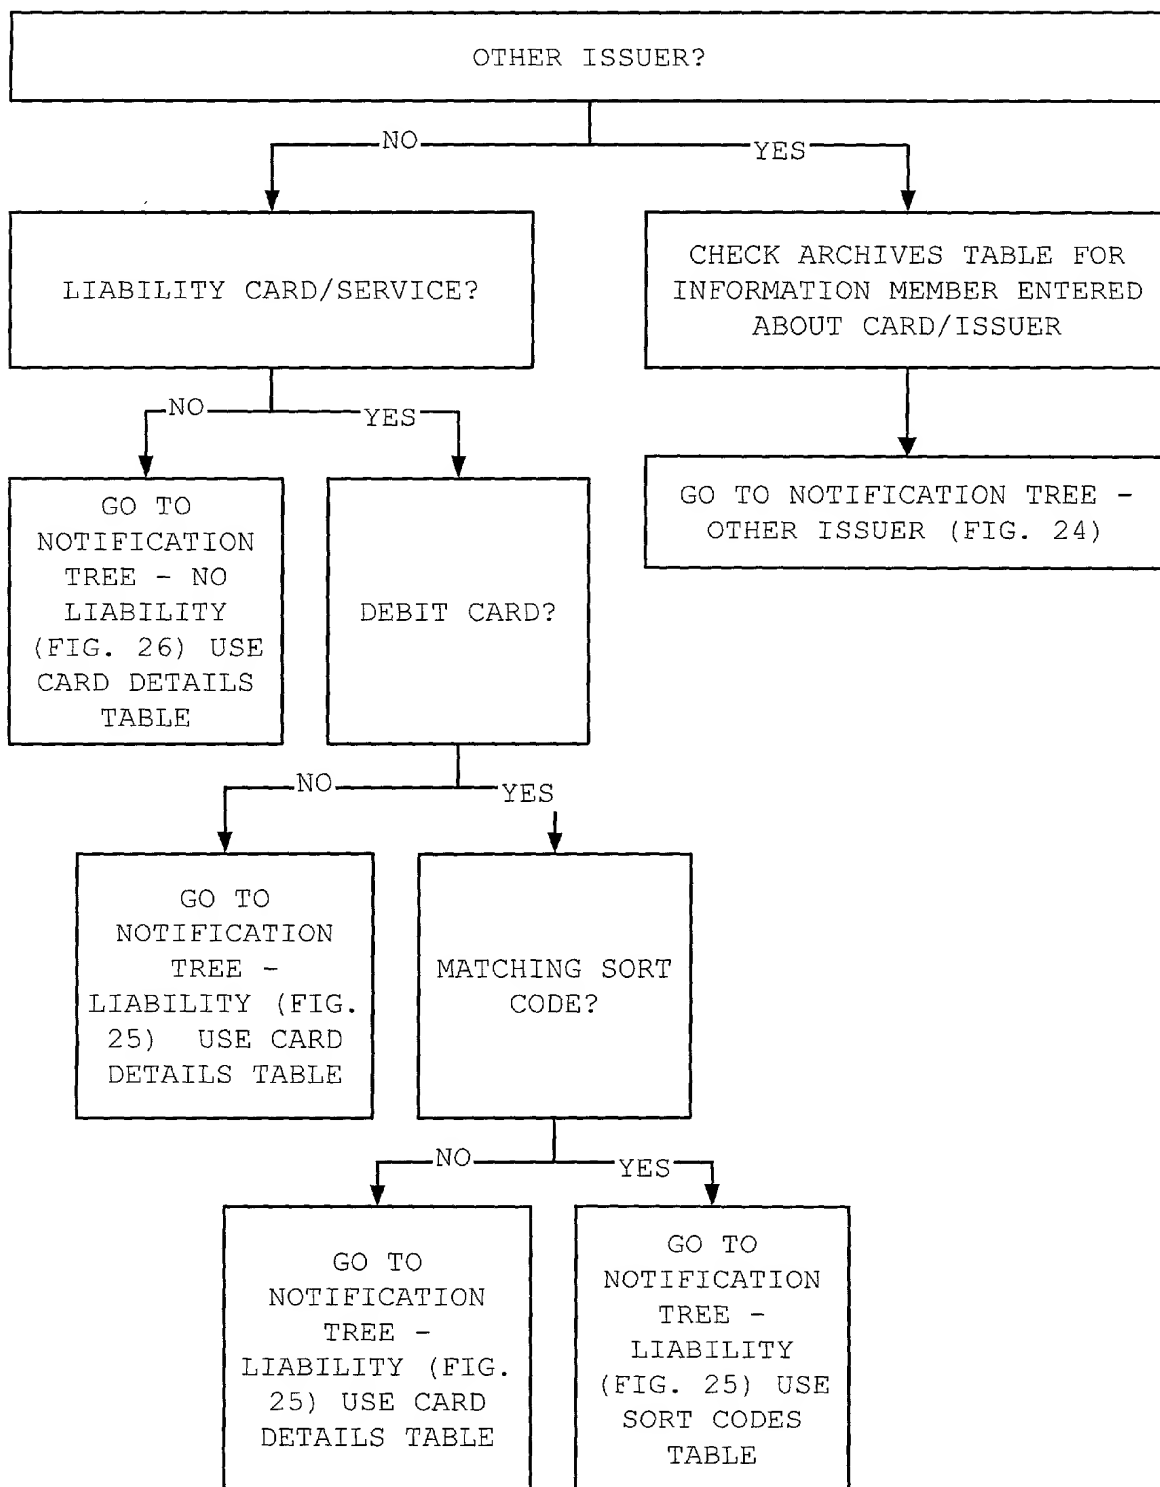 OTHER ISSUER?
NO
YES
LIABILITY CARD/SERVICE?
CHECK ARCHIVES TABLE FOR
INFORMATION MEMBER ENTERED
ABOUT CARD/ISSUER
NO
YES
GO TO
NOTIFICATION
TREE - NO
LIABILITY
(FIG. 26) USE
CARD DETAILS
TABLE
DEBIT CARD?
GO TO NOTIFICATION TREE -
OTHER ISSUER (FIG. 24)
NO
YES
GO TO
NOTIFICATION
TREE -
LIABILITY (FIG.
25) USE CARD
DETAILS TABLE
MATCHING SORT
CODE?
NO
YES
GO TO
NOTIFICATION
TREE -
LIABILITY (FIG.
25) USE CARD
DETAILS TABLE
GO TO
NOTIFICATION
TREE -
LIABILITY
(FIG. 25) USE
SORT CODES
TABLE